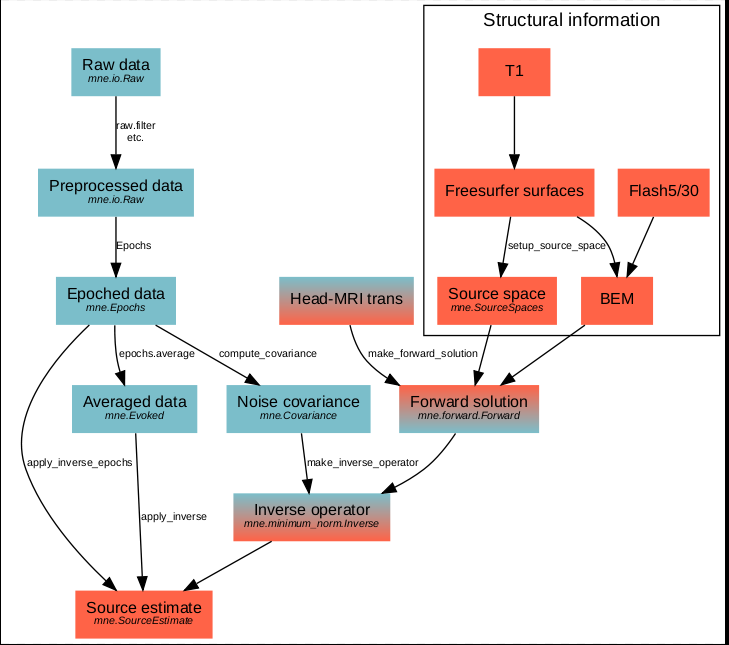 Structural information
Raw data
mne.io.Raw
T1
raw.filter
etc.
Preprocessed data
mne.io.Raw
Freesurfer surfaces
Flash5/30
Epochs
setup_source_space
Epoched data
mne.Epochs
Head-MRI trans
Source space
mne.SourceSpaces
BEM
epochs.average
compute_covariance
make_forward_solution
Averaged data
mne.Evoked
Noise covariance
mne.Covariance
Forward solution
mne.forward.Forward
apply_inverse_epochs
make_inverse_operator
apply_inverse
Inverse operator
mne.minimum_norm.Inverse
Source estimate
mne.SourceEstimate